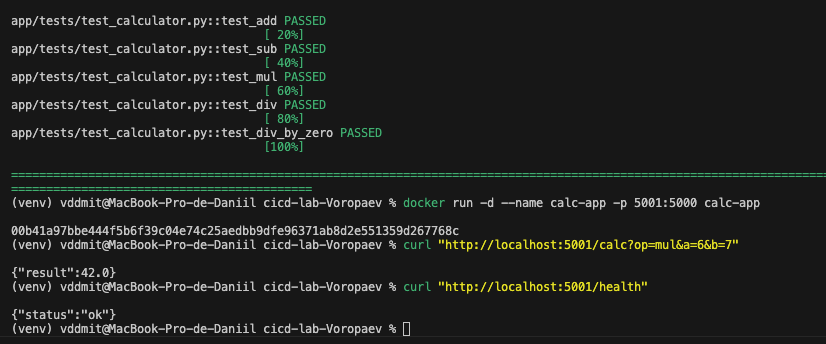 app/tests/test_calculator.py::test_add PASSED
[ 20%]
app/tests/test_calculator.py::test_sub PASSED
[ 40%]
app/tests/test_calculator.py::test_mul PASSED
[ 60%]
app/tests/test_calculator.py::test_div PASSED
[ 80%]
app/tests/test_calculator.py::test_div_by_zero PASSED
[100%]
==================================================================================================================
==========================================
(venv) vddmit@MacBook-Pro-de-Daniil cicd-lab-Voropaev % docker run -d --name calc-app -p 5001:5000 calc-app
00b41a97bbe444f5b6f39c04e74c25aedbb9dfe96371ab8d2e551359d267768c
(venv) vddmit@MacBook-Pro-de-Daniil cicd-lab-Voropaev % curl "http://localhost:5001/calc?op=mul&a=6&b=7"
{"result":42.0}
(venv) vddmit@MacBook-Pro-de-Daniil cicd-lab-Voropaev % curl "http://localhost:5001/health"
{"status":"ok"}
(venv) vddmit@MacBook-Pro-de-Daniil cicd-lab-Voropaev %